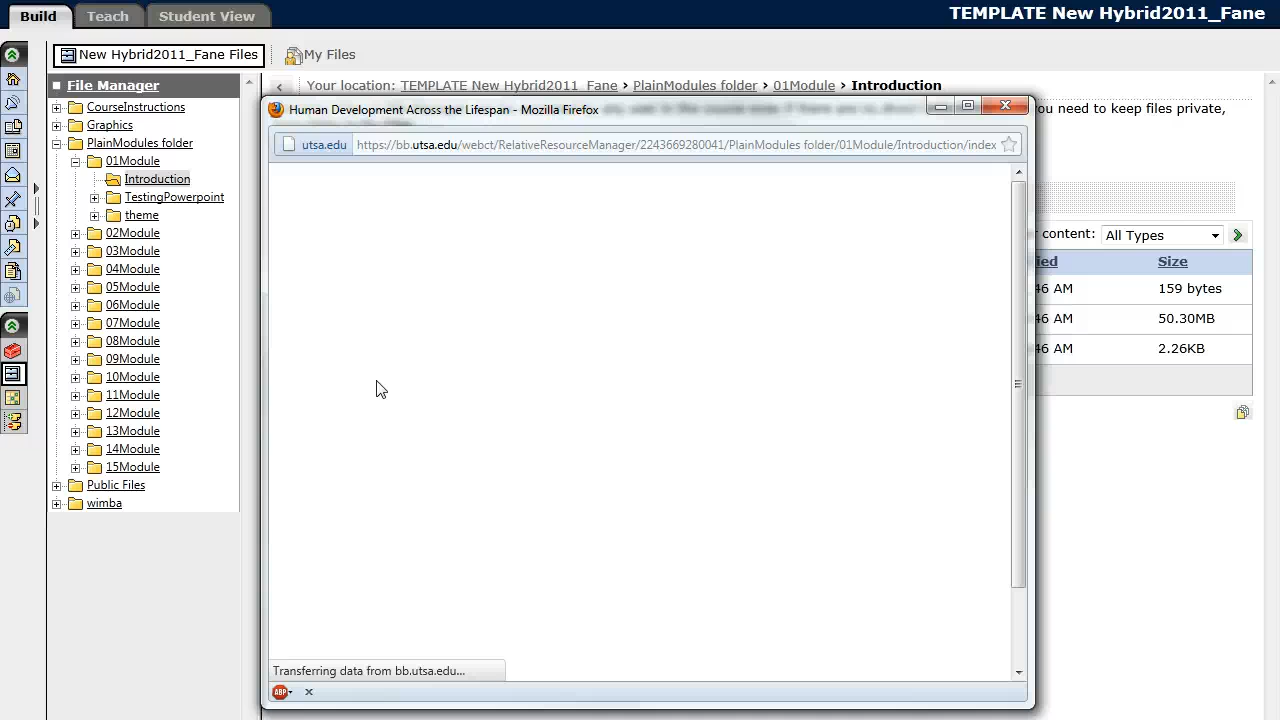 Build
Teach
Student View
TEMPLATE New Hybrid2011_Fane
New Hybrid2011_Fane Files
My Files
File Manager
Your location: TEMPLATE New Hybrid2011_Fane > PlainModules folder > 01Module > Introduction
CourseInstructions
Graphics
PlainModules folder
01Module
Introduction
TestingPowerpoint
theme
02Module
03Module
04Module
05Module
06Module
07Module
08Module
09Module
10Module
11Module
12Module
13Module
14Module
15Module
Public Files
wimba
Human Development Across the Lifespan - Mozilla Firefox
you need to keep files private,
utsa.edu
https://bb.utsa.edu/webct/RelativeResourceManager/2243669280041/PlainModules folder/01Module/Introduction/index
content: All Types
ied Size
46 AM 159 bytes
46 AM 50.30MB
46 AM 2.26KB
Transferring data from bb.utsa.edu...
ABP